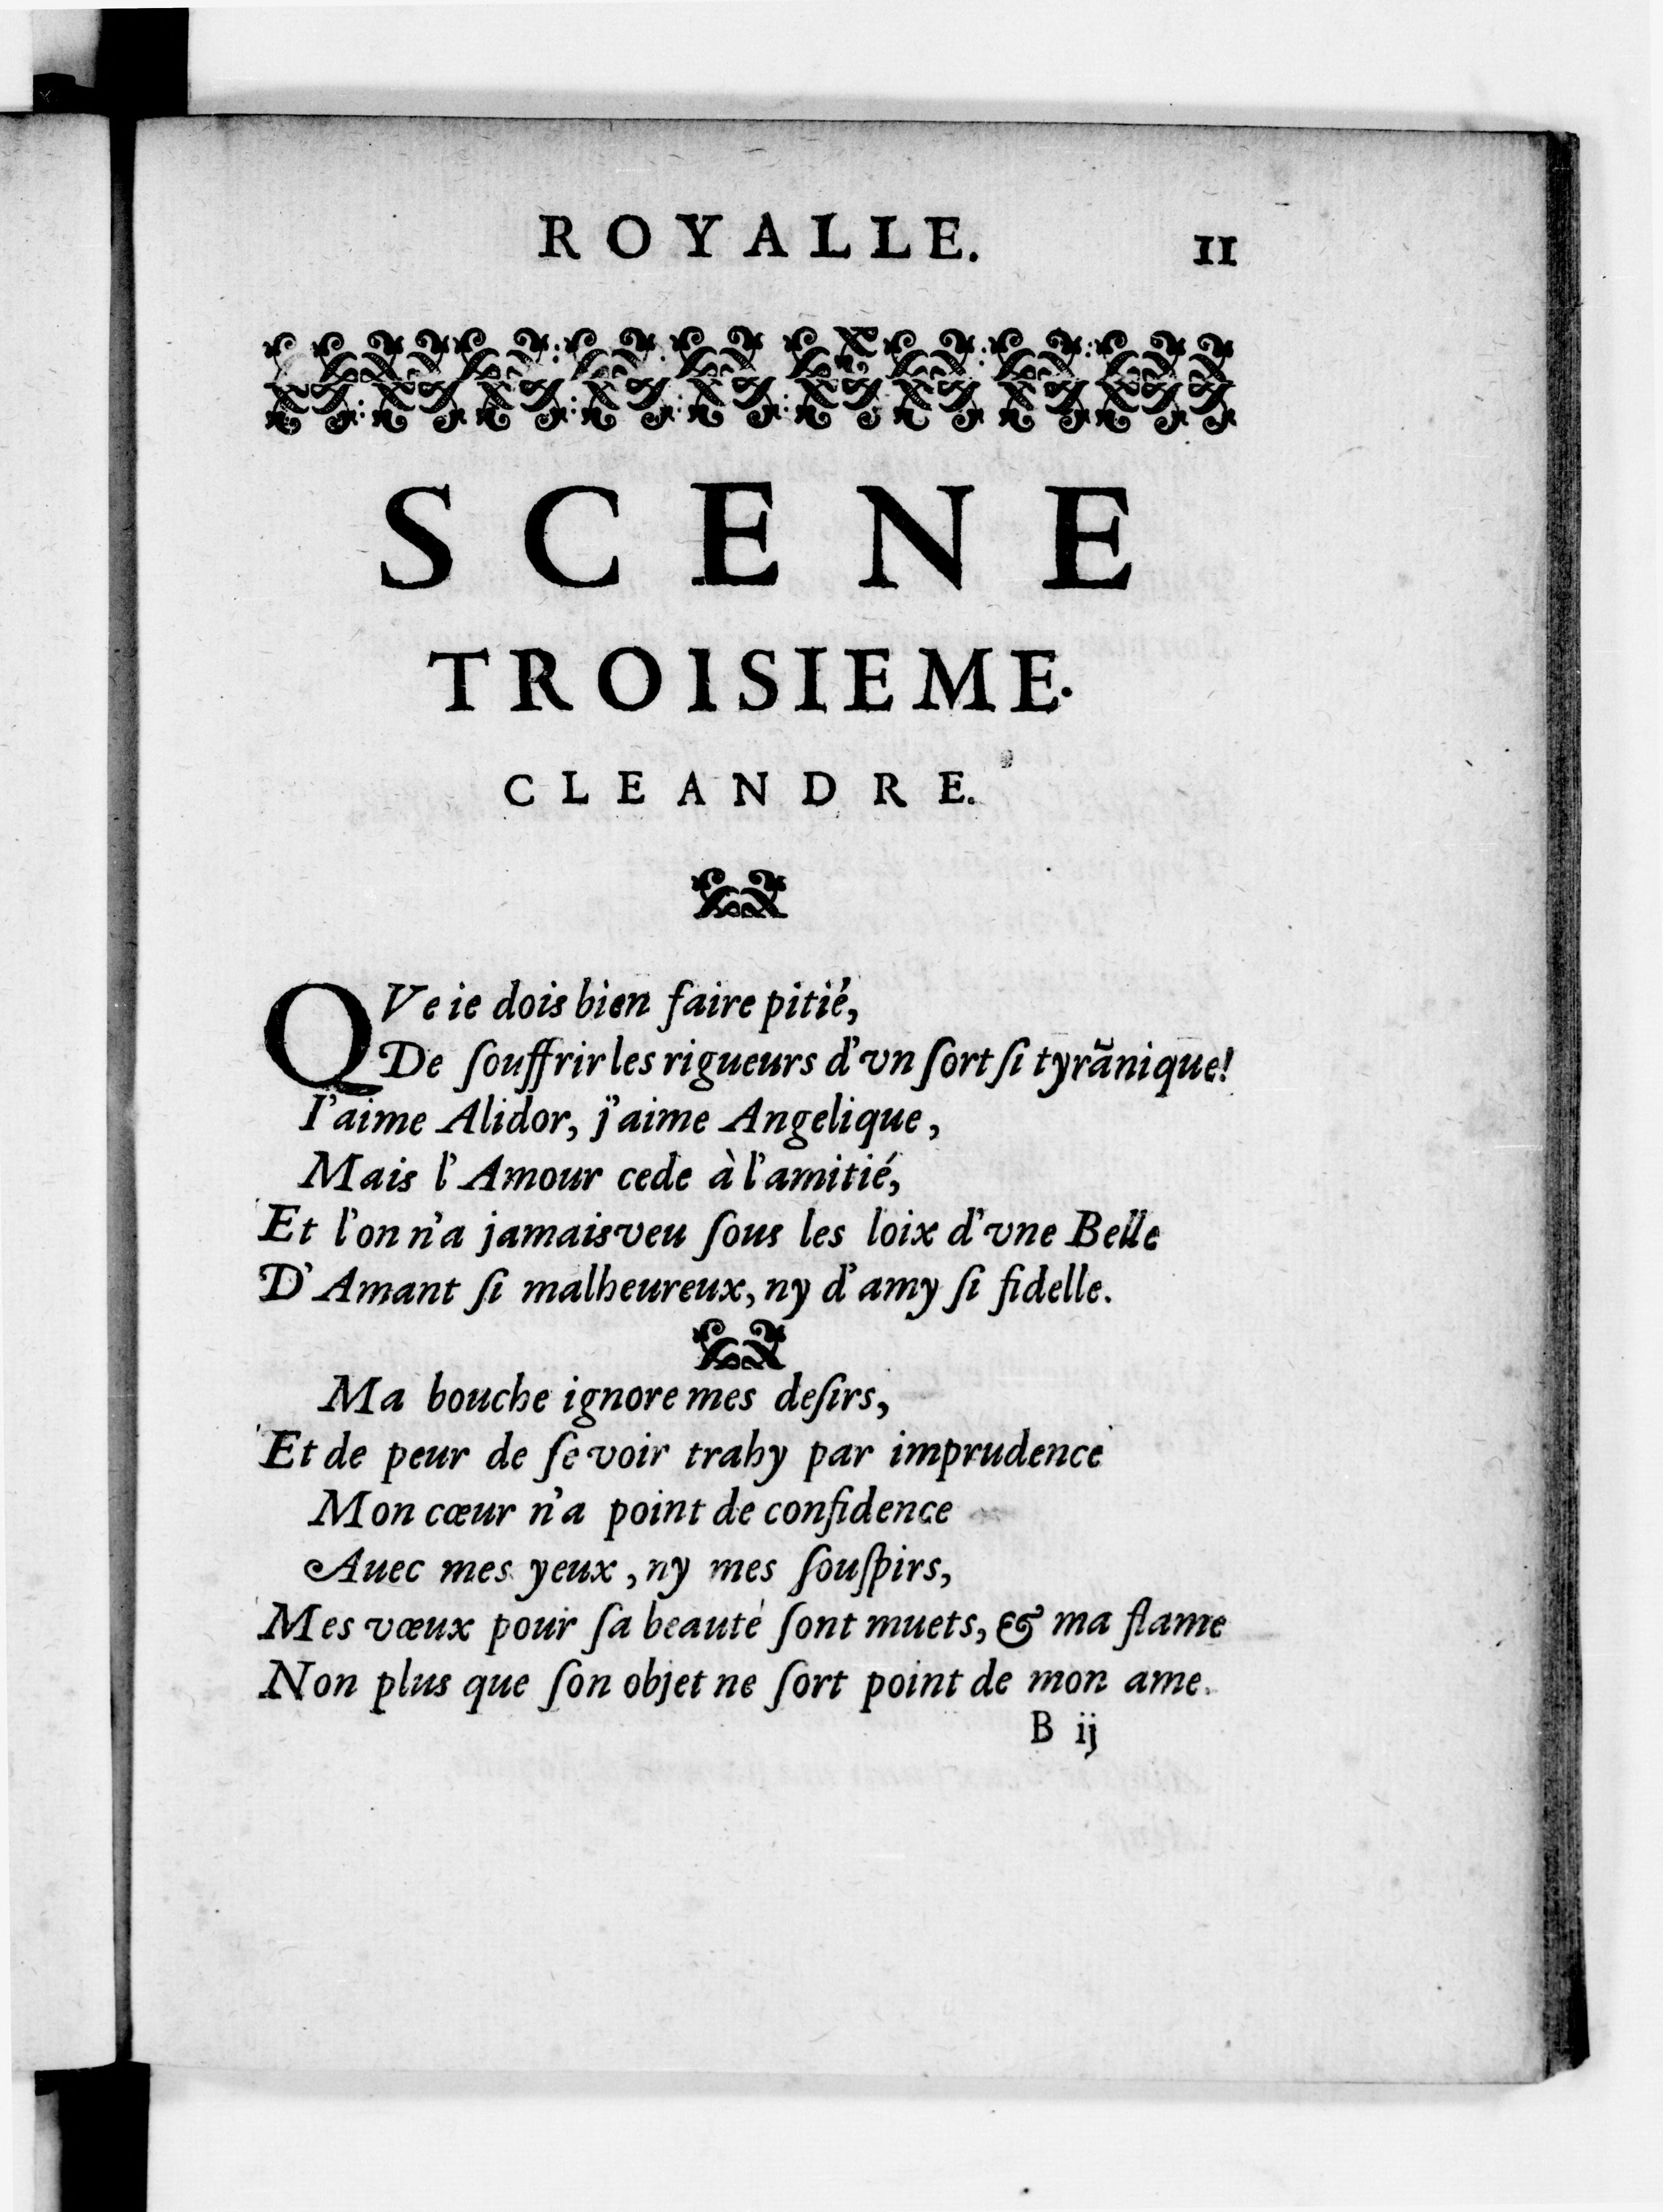 ROYALLE. 11
SCENE
TROISIEME.
CLEANDRE.
QVe ie dois bien faire pitié,
De ſouffrir les rigueurs d'vn ſort ſi tyrãnique!
I'aime Alidor, j'aime Angelique,
Mais l'Amour cede à l'amitié,
Et l'on n'a jamais veu ſous les loix d'vne Belle
D'Amant ſi malheureux, ny d'amy ſi fidelle.
Ma bouche ignore mes deſirs,
Et de peur de ſe voir trahy par imprudence
Mon cœur n'a point de confidence
Auec mes yeux, ny mes ſouſpirs,
Mes vœux pour ſa beauté ſont muets, & ma flame
Non plus que ſon objet ne ſort point de mon ame.
B ij